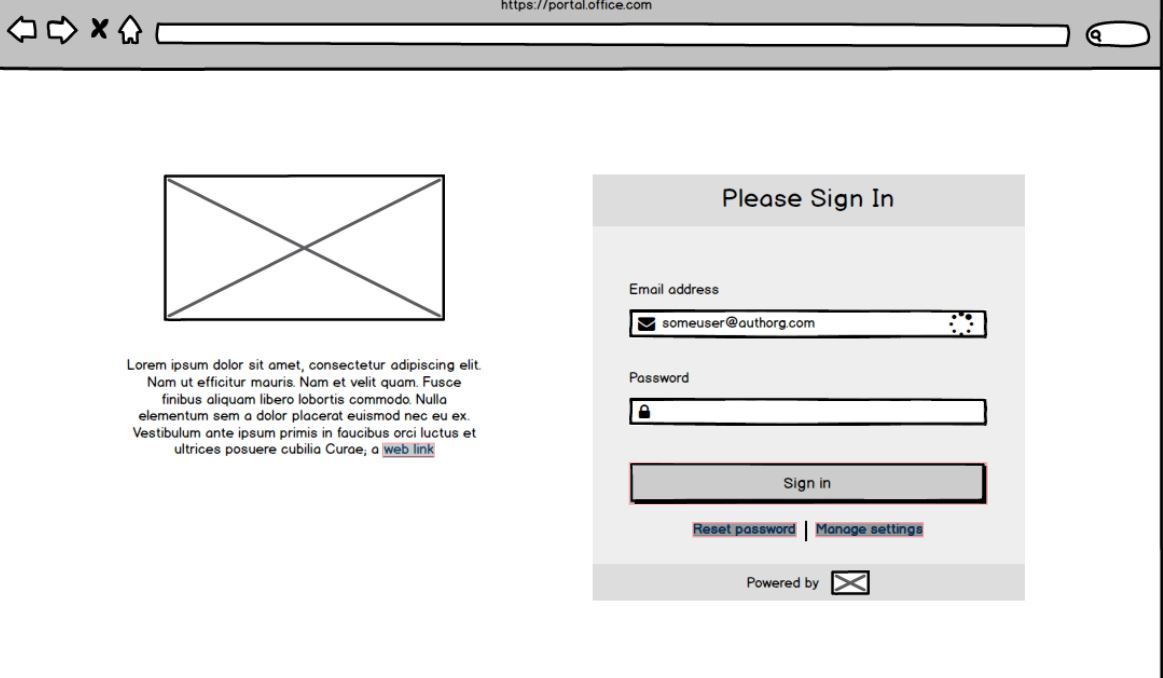 https://portal.office.com
Lorem ipsum dolor sit amet, consectetur adipiscing elit.
Nam ut efficitur mauris. Nam et velit quam. Fusce
finibus aliquam libero lobortis commodo. Nulla
elementum sem a dolor placerat euismod nec eu ex.
Vestibulum ante ipsum primis in faucibus orci luctus et
ultrices posuere cubilia Curae; a web link
Please Sign In
Email address
someuser@authorg.com
Password
Sign in
Reset password | Manage settings
Powered by